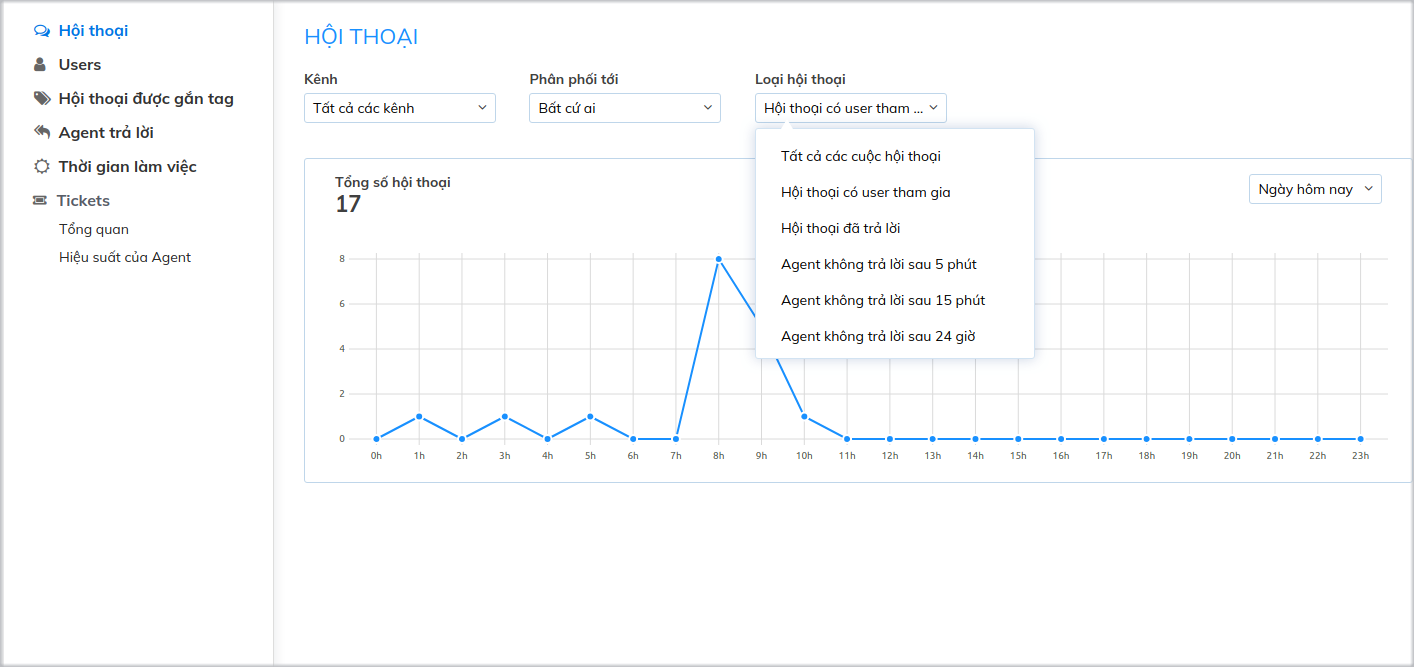 Hội thoại
Users
Hội thoại được gắn tag
Agent trả lời
Thời gian làm việc
Tickets
Tổng quan
Hiệu suất của Agent
HỘI THOẠI
Kênh Phân phối tới Loại hội thoại
Tất cả các kênh Bất cứ ai Hội thoại có user tham ...
Tất cả các cuộc hội thoại
Hội thoại có user tham gia
Hội thoại đã trả lời
Agent không trả lời sau 5 phút
Agent không trả lời sau 15 phút
Agent không trả lời sau 24 giờ
Tổng số hội thoại
17
Ngày hôm nay
8
6
4
2
0
0h 1h 2h 3h 4h 5h 6h 7h 8h 9h 10h 11h 12h 13h 14h 15h 16h 17h 18h 19h 20h 21h 22h 23h